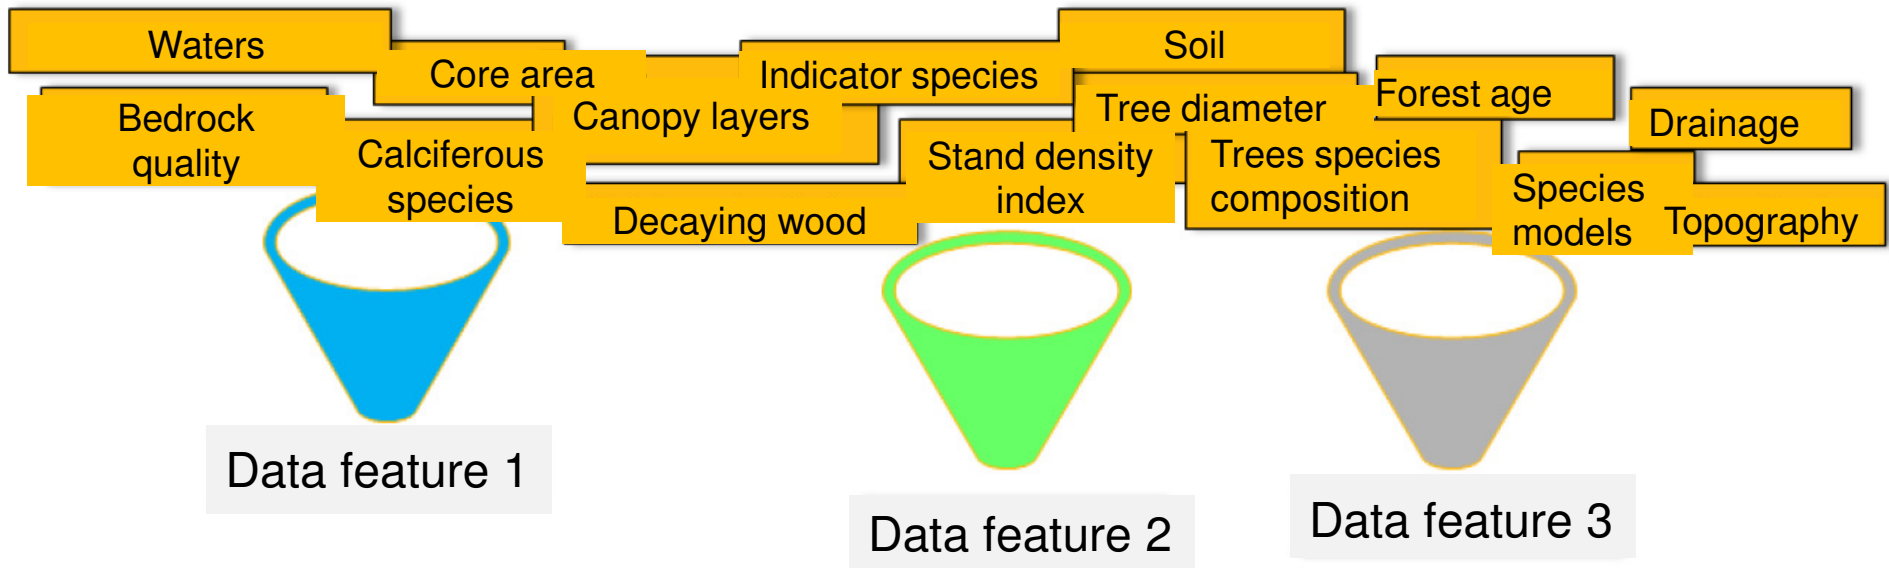 Waters
Core area
Indicator species
Soil
Bedrock
quality
Calciferous
species
Canopy layers
Decaying wood
Stand density
index
Tree diameter
Trees species
composition
Forest age
Drainage
Species
models
Topography
Data feature 1
Data feature 2
Data feature 3